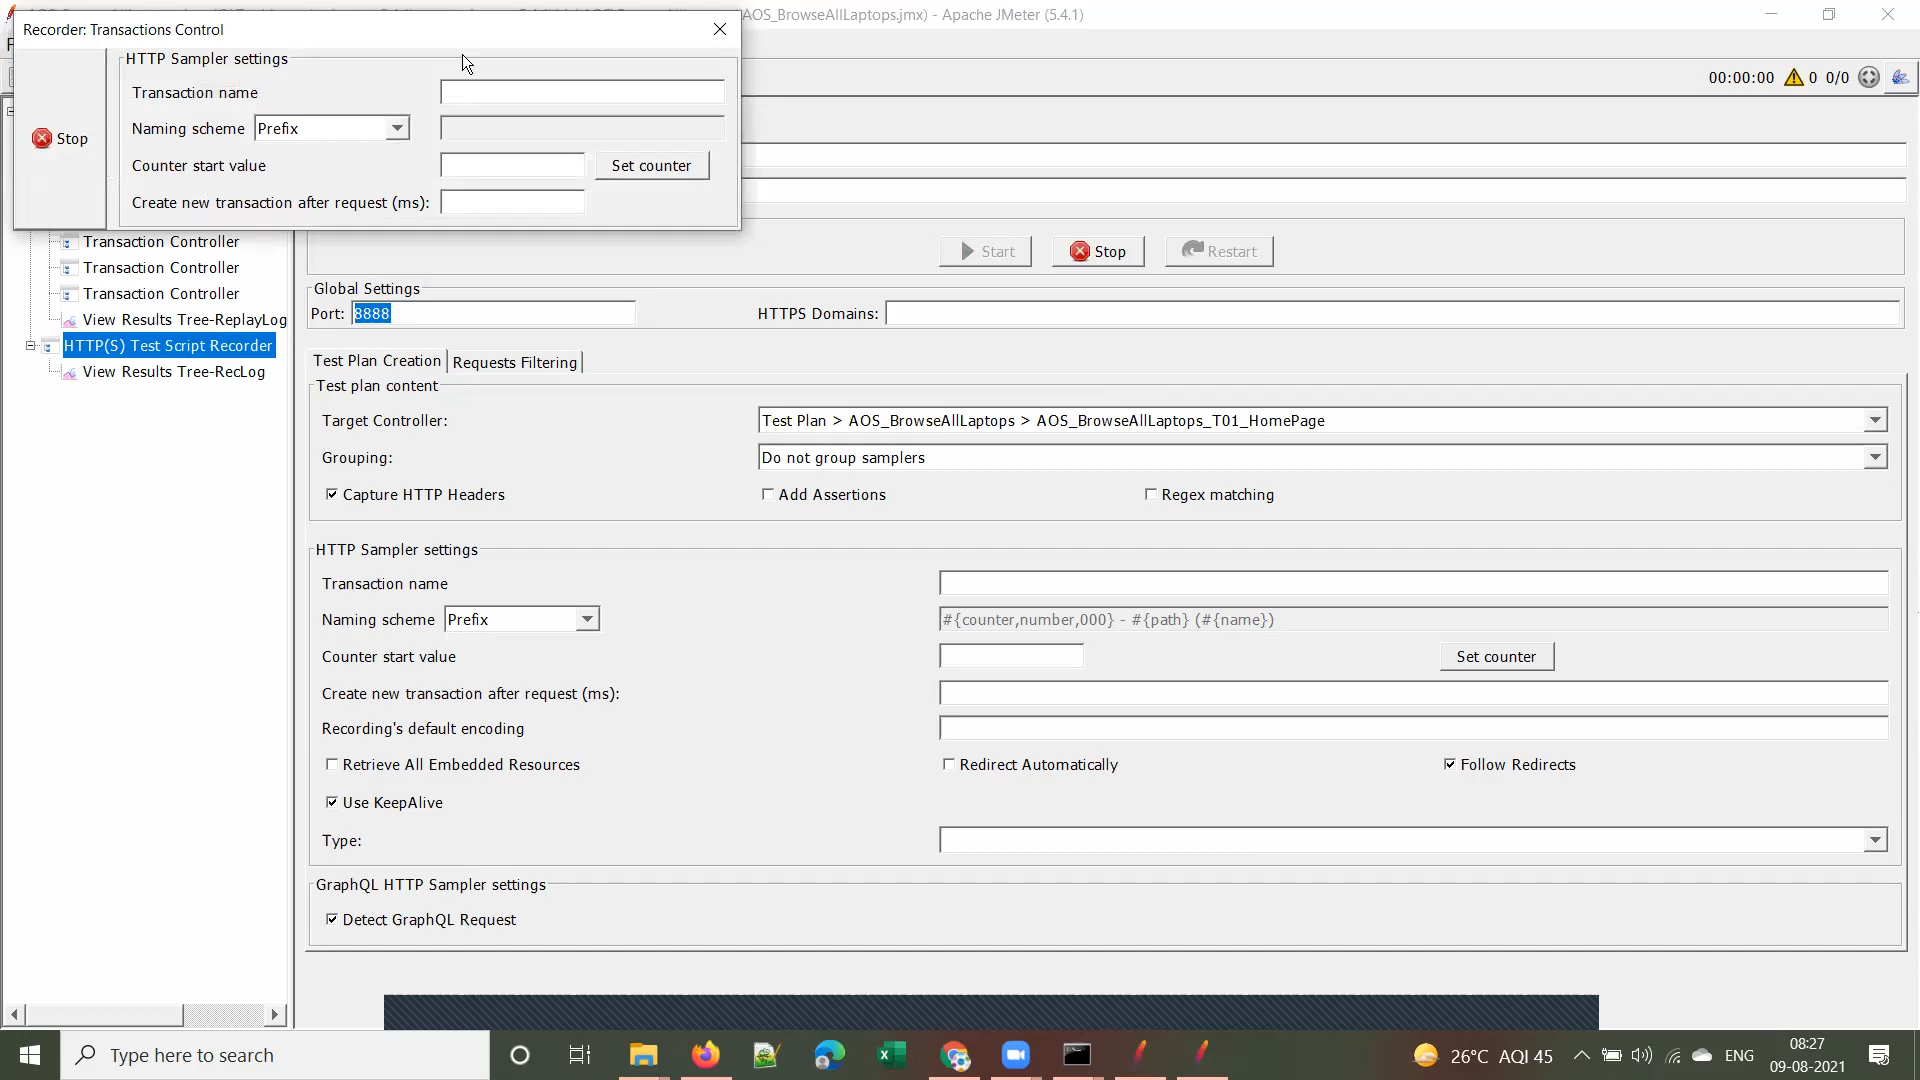 AOS_BrowseAllLaptops.jmx) - Apache JMeter (5.4.1)
Recorder: Transactions Control
HTTP Sampler settings
Transaction name
Naming scheme Prefix
Counter start value Set counter
Create new transaction after request (ms):
Stop
00:00:00 0 0/0
Transaction Controller
Transaction Controller
Transaction Controller
View Results Tree-ReplayLog
HTTP(S) Test Script Recorder
View Results Tree-RecLog
Start Stop Restart
Global Settings
Port: 8888 HTTPS Domains:
Test Plan Creation Requests Filtering
Test plan content
Target Controller: Test Plan > AOS_BrowseAllLaptops > AOS_BrowseAllLaptops_T01_HomePage
Grouping: Do not group samplers
Capture HTTP Headers Add Assertions Regex matching
HTTP Sampler settings
Transaction name
Naming scheme Prefix #{counter,number,000} - #{path} (#{name})
Counter start value Set counter
Create new transaction after request (ms):
Recording's default encoding
Retrieve All Embedded Resources Redirect Automatically Follow Redirects
Use KeepAlive
Type:
GraphQL HTTP Sampler settings
Detect GraphQL Request
Type here to search
26°C AQI 45 ENG 08:27
09-08-2021